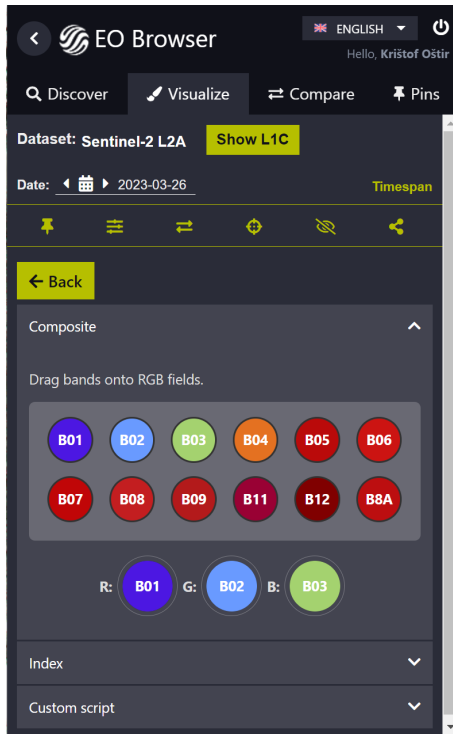 EO Browser
ENGLISH
Hello, Krištof Oštir
Discover Visualize Compare Pins
Dataset: Sentinel-2 L2A Show L1C
Date: 2023-03-26 Timespan
Back
Composite
Drag bands onto RGB fields.
B01 B02 B03 B04 B05 B06
B07 B08 B09 B11 B12 B8A
R: B01 G: B02 B: B03
Index
Custom script